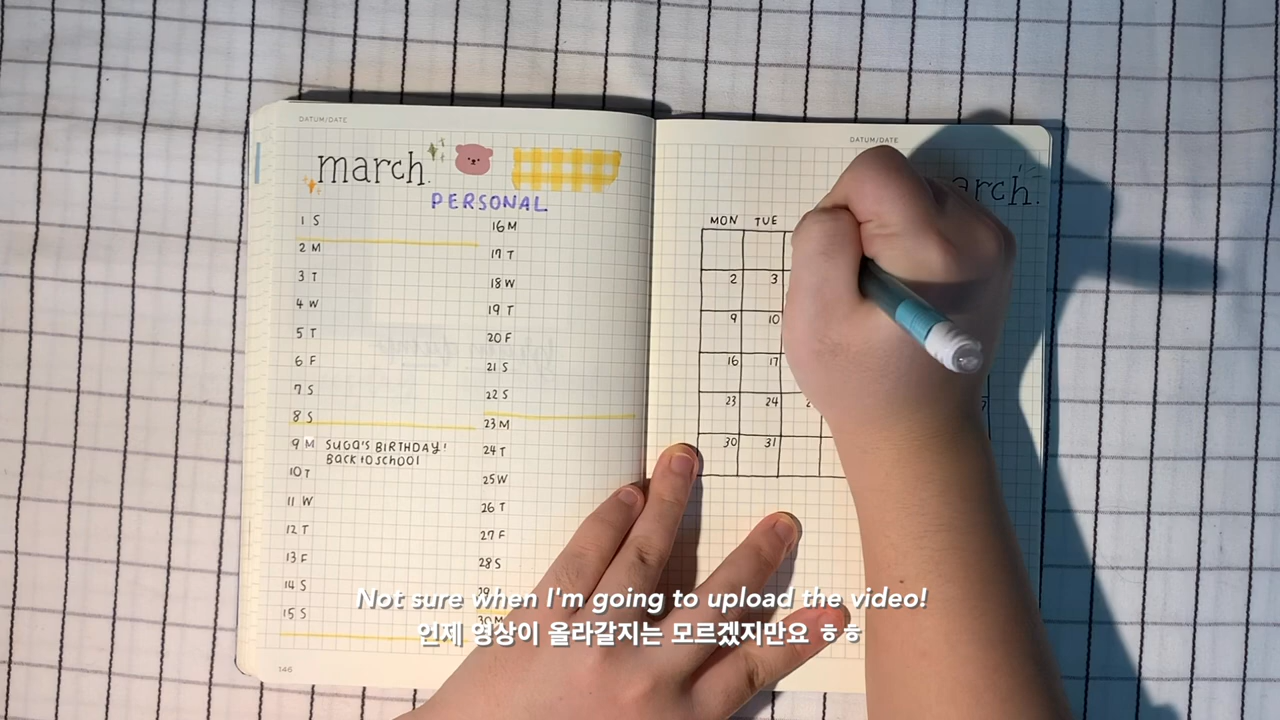 DATUM/DATE
march.
PERSONAL
1 S
2 M
3 T
4 W
5 T
6 F
7 S
8 S
9 M SUGA'S BIRTHDAY!
BACK TO SCHOOL
10 T
11 W
12 T
13 F
14 S
15 S
16 M
17 T
18 W
19 T
20 F
21 S
22 S
23 M
24 T
25 W
26 T
27 F
28 S
29
30 M
146
DATUM/DATE
arch.
MON TUE
2 3
9 10
16 17
23 24
30 31
Not sure when I'm going to upload the video!
언제 영상이 올라갈지는 모르겠지만요 ㅎㅎ